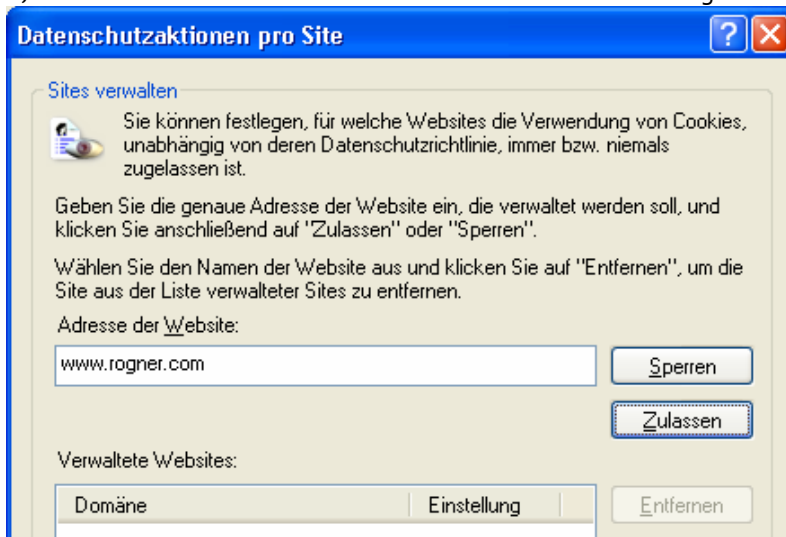 Datenschutzaktionen pro Site
Sites verwalten
Sie können festlegen, für welche Websites die Verwendung von Cookies,
unabhängig von deren Datenschutzrichtlinie, immer bzw. niemals
zugelassen ist.
Geben Sie die genaue Adresse der Website ein, die verwaltet werden soll, und
klicken Sie anschließend auf "Zulassen" oder "Sperren".
Wählen Sie den Namen der Website aus und klicken Sie auf "Entfernen", um die
Site aus der Liste verwalteter Sites zu entfernen.
Adresse der Website:
www.rogner.com
Sperren
Zulassen
Verwaltete Websites:
Domäne Einstellung
Entfernen